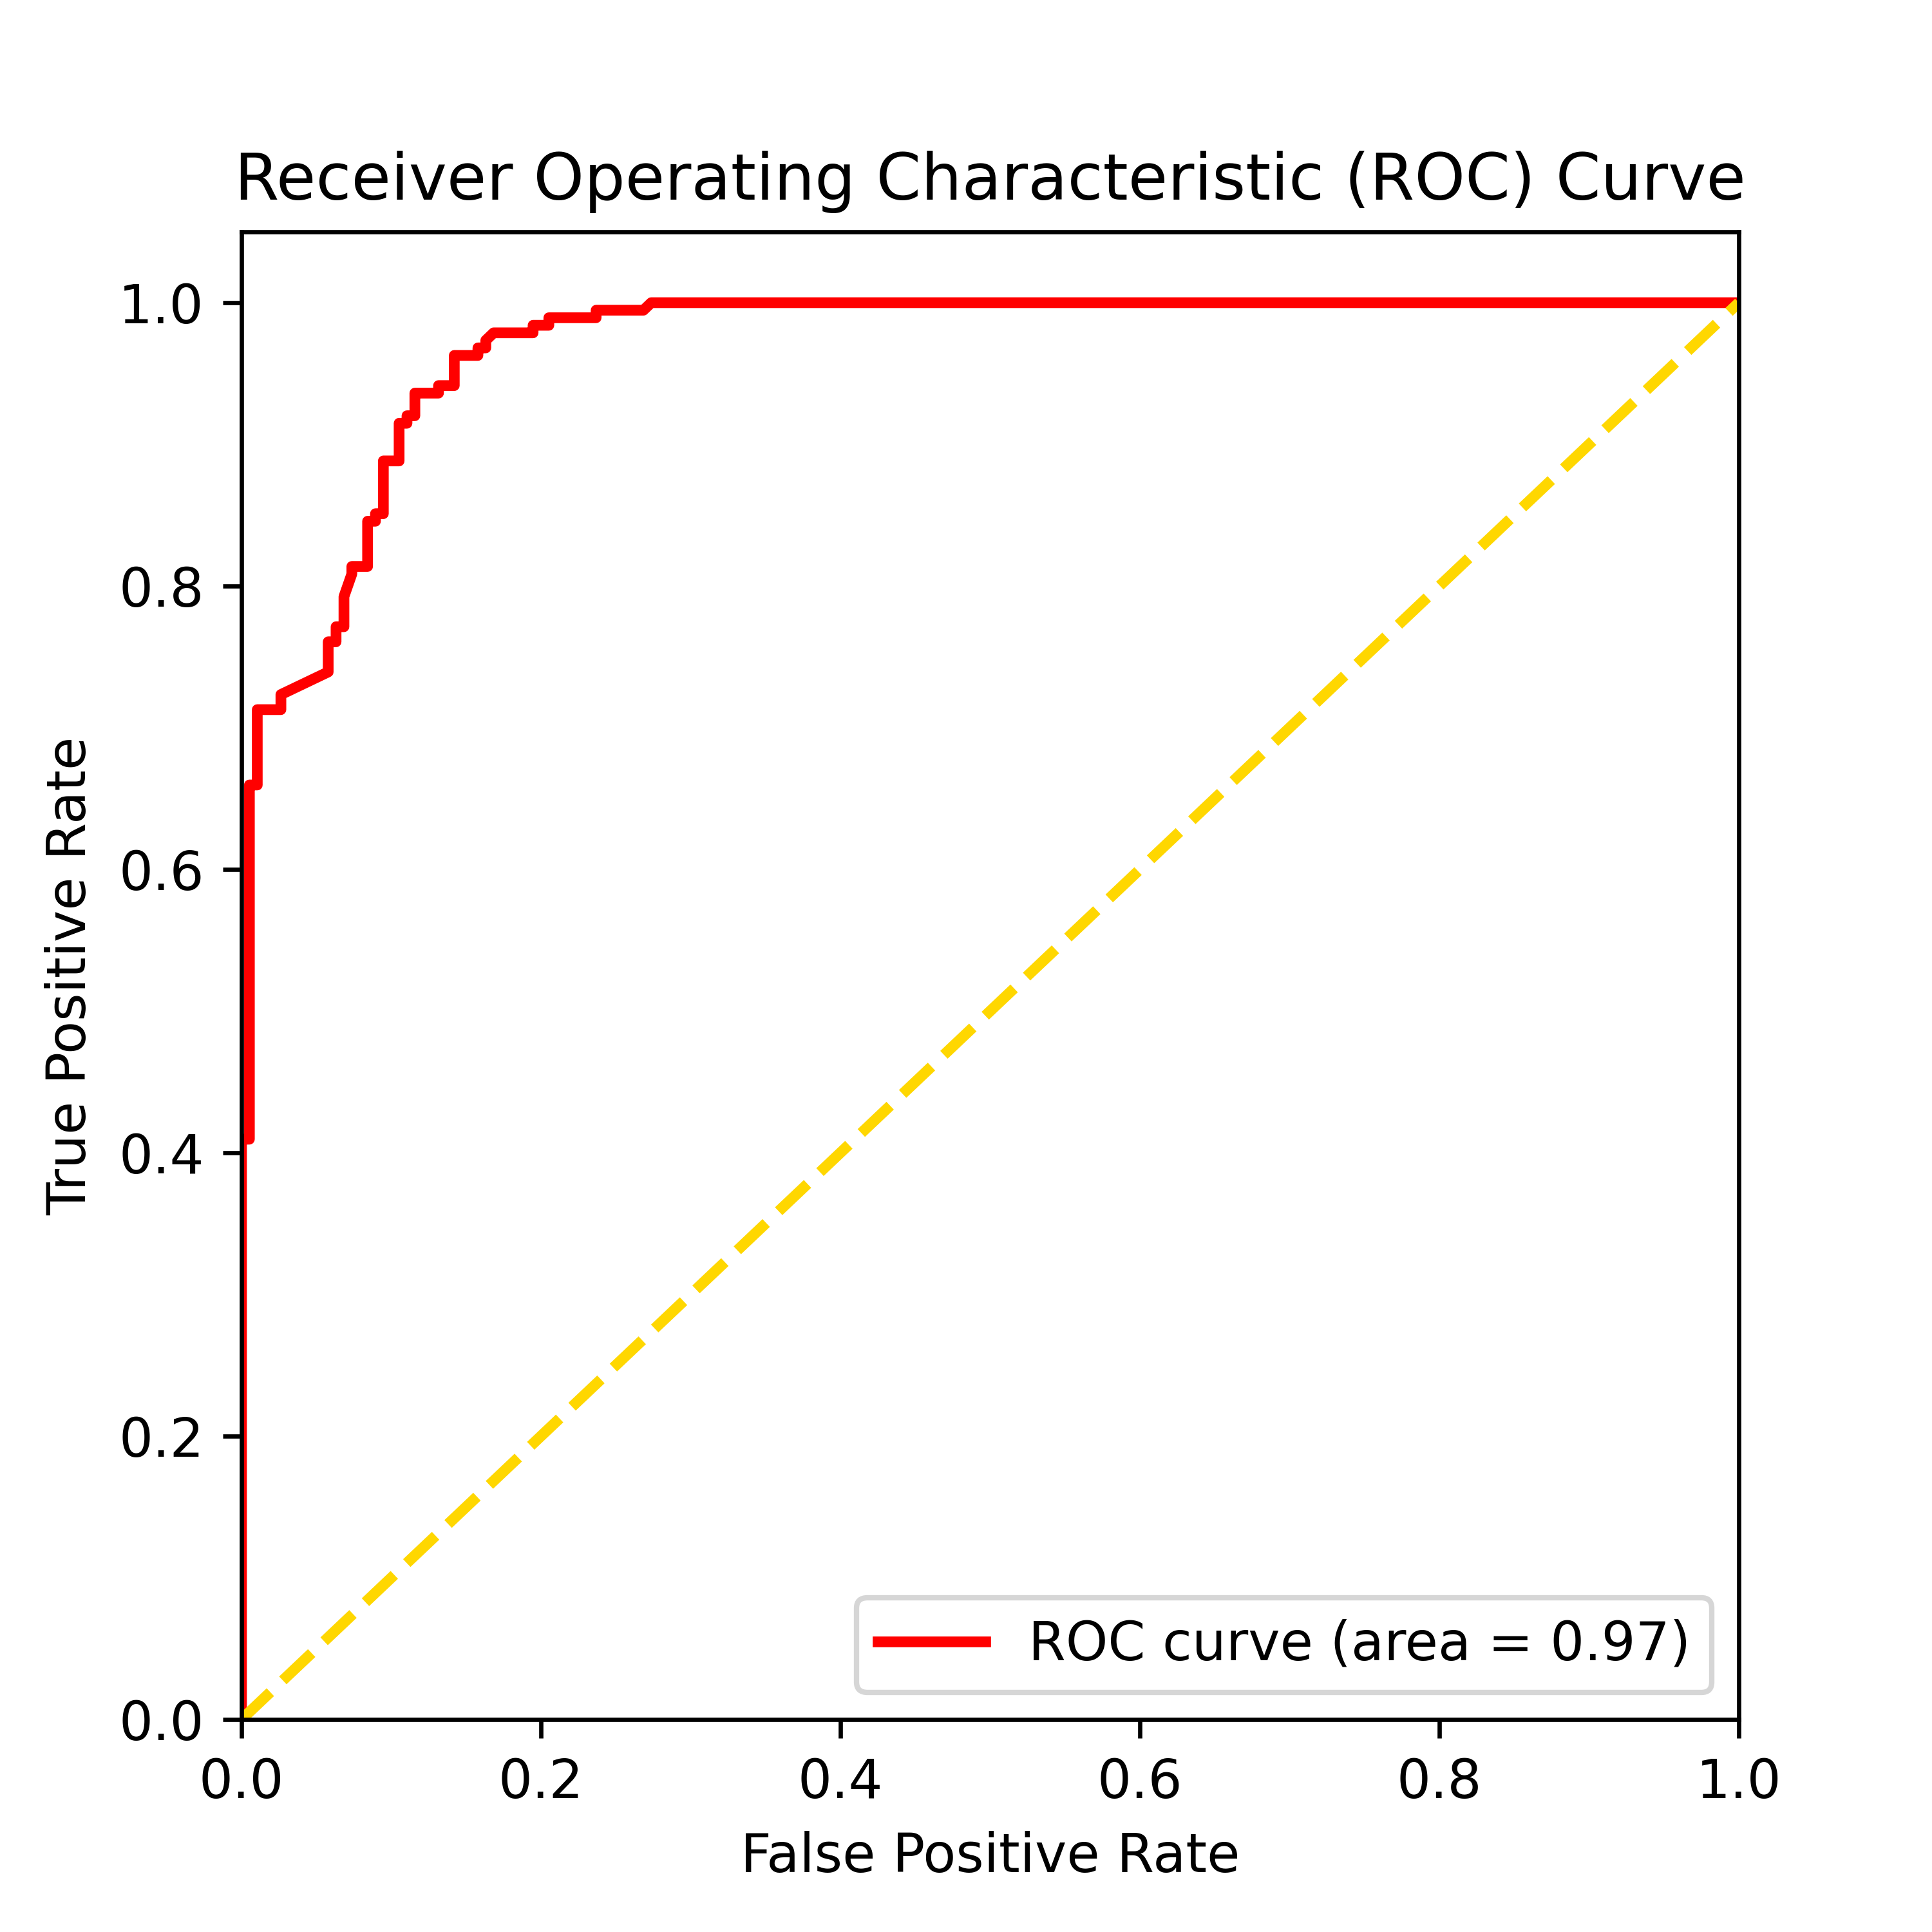 Receiver Operating Characteristic (ROC) Curve
1.0
0.8
0.6
0.4
0.2
0.0
True Positive Rate
ROC curve (area = 0.97)
0.0 0.2 0.4 0.6 0.8 1.0
False Positive Rate